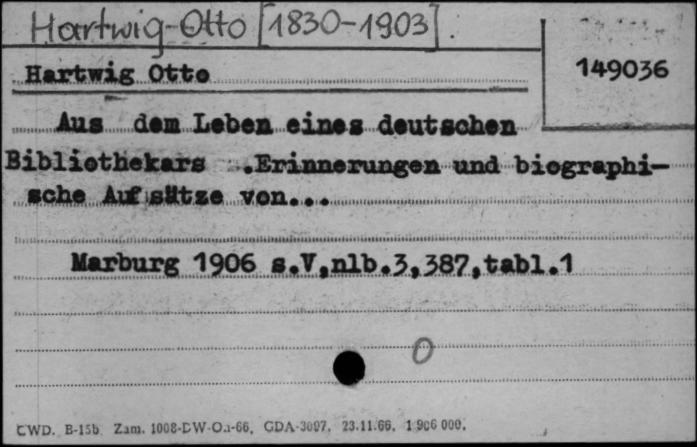 Hartwig-Otto [1830-1903].
Hartwig Otto
149036
Aus dem Leben eines deutschen
Bibliothekars .Erinnerungen und biographi-
sche Aufsätze von...
Marburg 1906 s.V,nlb.3,387,tabl.1
0
CWD. B-15b Zam. 1008-DW-Oa-66. GDA-3097. 23.11.66. 1 906 000.